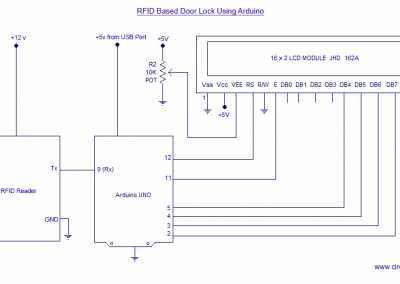 RFID Based Door Lock Using Arduino
+12 v
+5v from USB Port
+5V
R2
10K
POT
16 x 2 LCD MODULE JHD 162A
Vss Vcc VEE RS R/W E DB0 DB1 DB2 DB3 DB4 DB5 DB6 DB7
1
+5V
Tx
9 (Rx)
12
11
RFID Reader
Arduino UNO
GND
5
4
3
2
www.cir